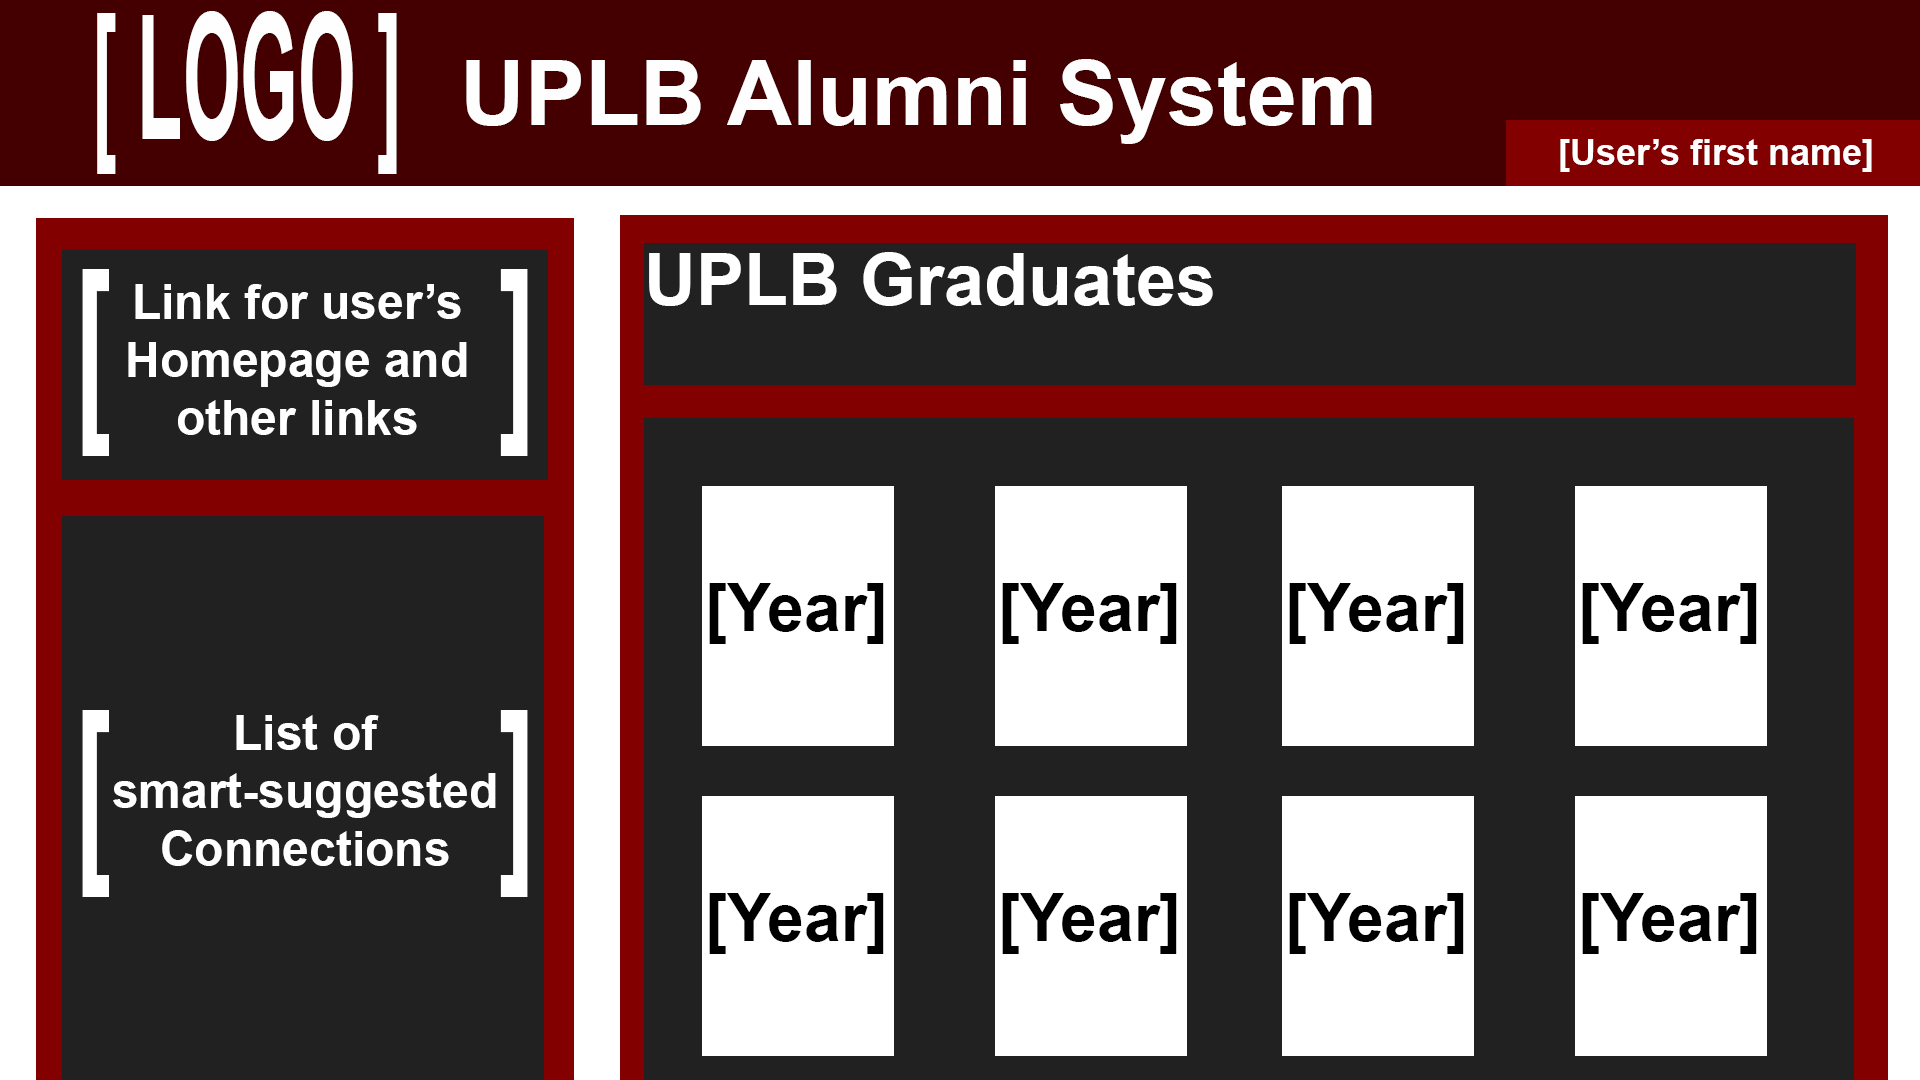 [ LOGO ]
UPLB Alumni System
[User’s first name]
[ Link for user’s
Homepage and
other links ]
[ List of
smart-suggested
Connections ]
UPLB Graduates
[Year] [Year] [Year] [Year]
[Year] [Year] [Year] [Year]